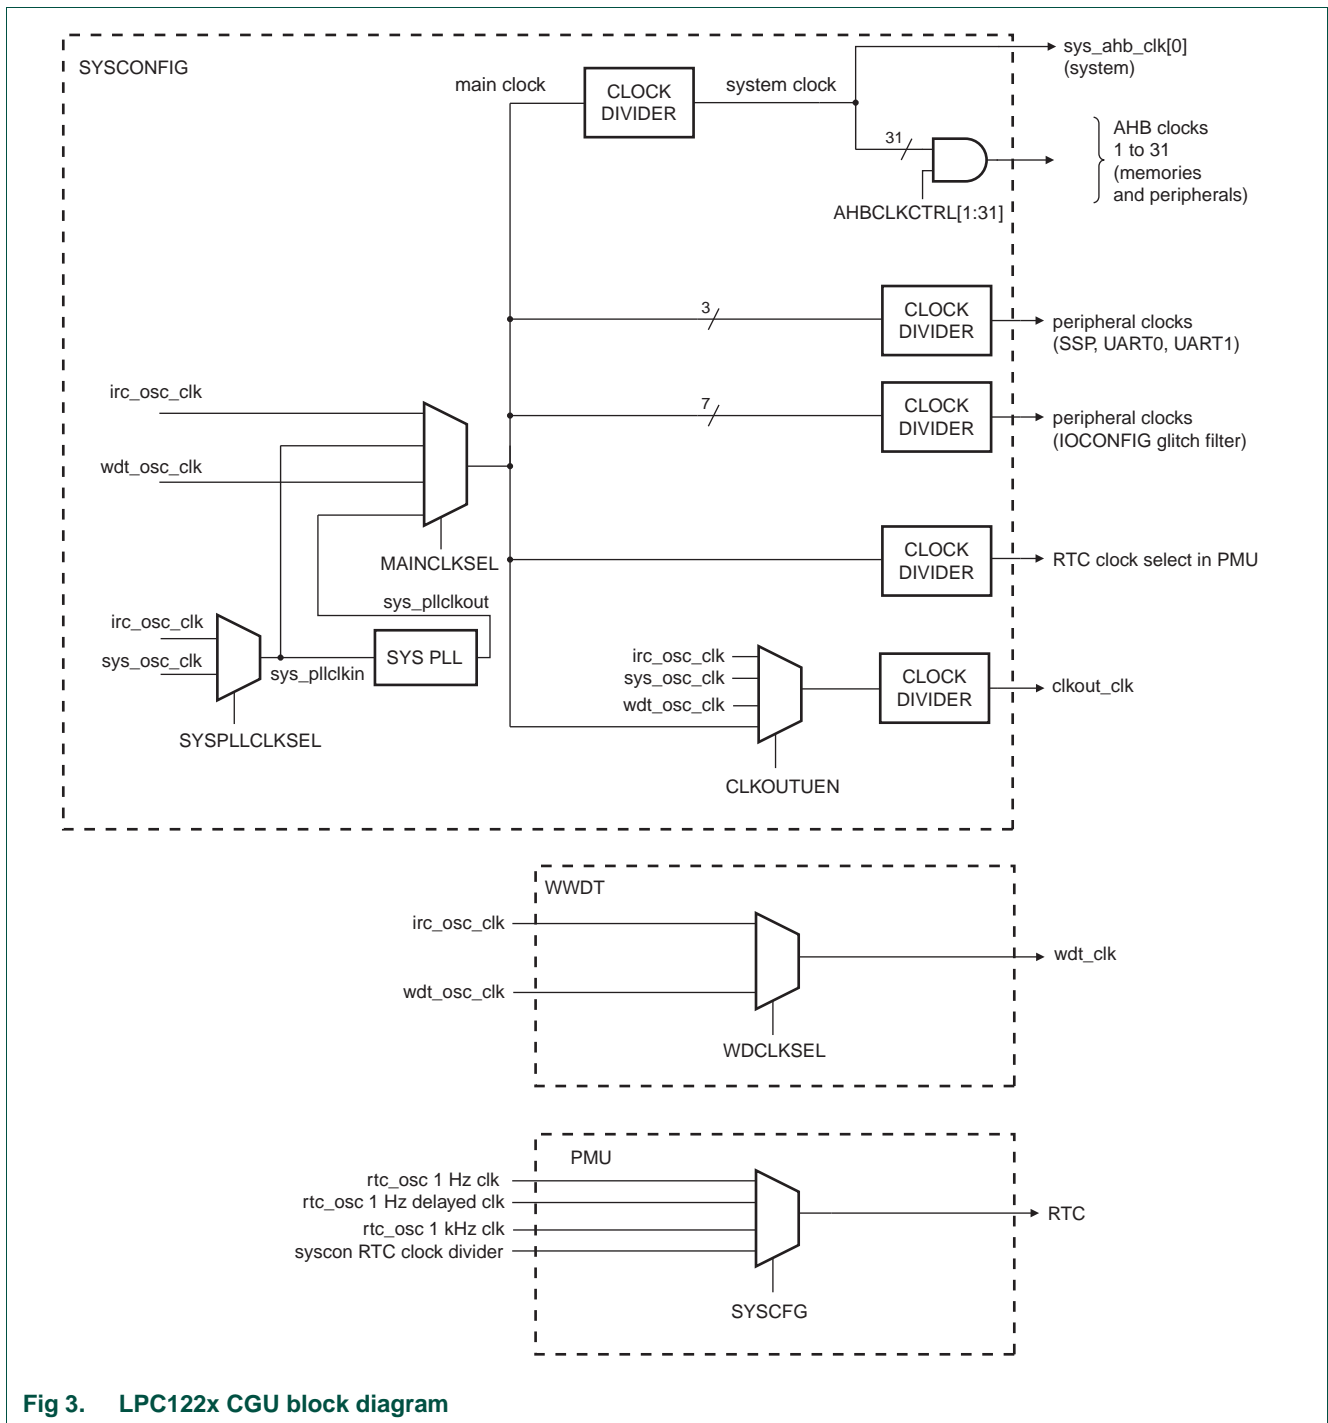 SYSCONFIG
main clock
CLOCK
DIVIDER
system clock
sys_ahb_clk[0]
(system)
31
AHBCLKCTRL[1:31]
AHB clocks
1 to 31
(memories
and peripherals)
3
CLOCK
DIVIDER
peripheral clocks
(SSP, UART0, UART1)
7
CLOCK
DIVIDER
peripheral clocks
(IOCONFIG glitch filter)
irc_osc_clk
wdt_osc_clk
MAINCLKSEL
CLOCK
DIVIDER
RTC clock select in PMU
sys_pllclkout
irc_osc_clk
sys_osc_clk
sys_pllclkin
SYS PLL
SYSPLLCLKSEL
irc_osc_clk
sys_osc_clk
wdt_osc_clk
CLOCK
DIVIDER
clkout_clk
CLKOUTUEN
WWDT
irc_osc_clk
wdt_osc_clk
wdt_clk
WDCLKSEL
PMU
rtc_osc 1 Hz clk
rtc_osc 1 Hz delayed clk
rtc_osc 1 kHz clk
syscon RTC clock divider
RTC
SYSCFG
Fig 3. LPC122x CGU block diagram